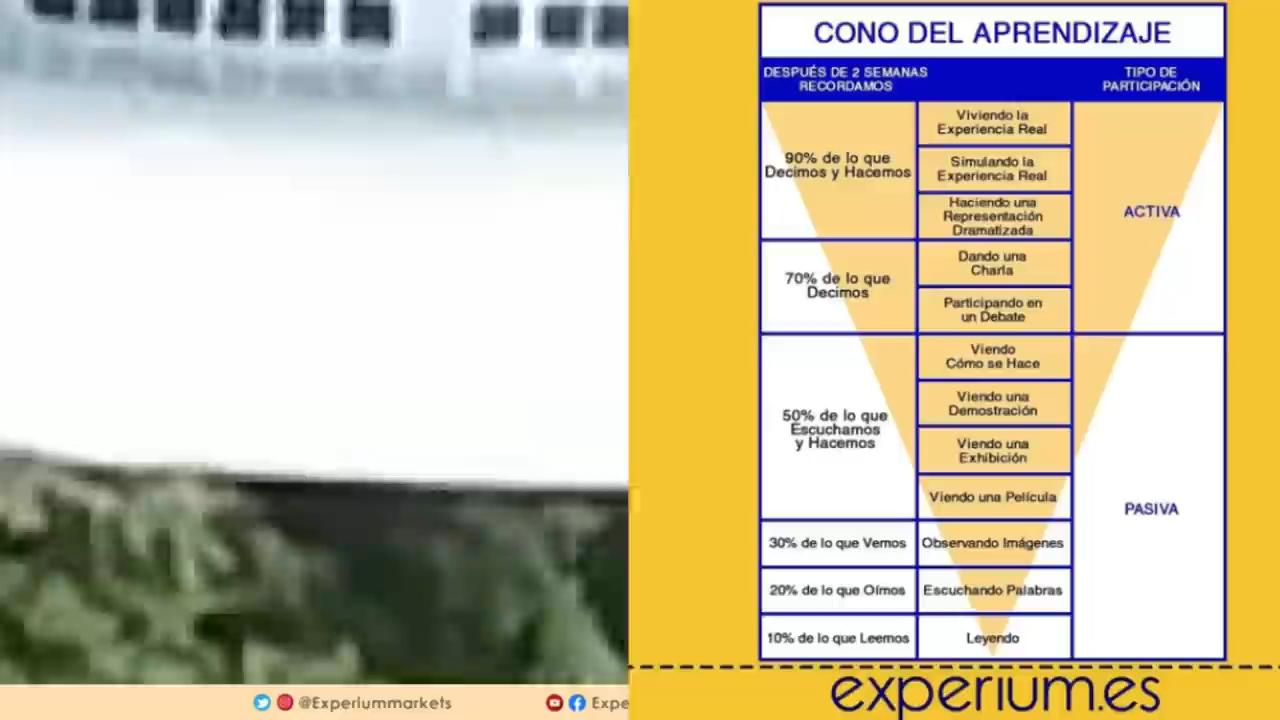 CONO DEL APRENDIZAJE
DESPUÉS DE 2 SEMANAS
RECORDAMOS
TIPO DE
PARTICIPACIÓN
90% de lo que
Decimos y Hacemos
Viviendo la
Experiencia Real
Simulando la
Experiencia Real
Haciendo una
Representación
Dramatizada
ACTIVA
70% de lo que
Decimos
Dando una
Charla
Participando en
un Debate
50% de lo que
Escuchamos
y Hacemos
Viendo
Cómo se Hace
Viendo una
Demostración
Viendo una
Exhibición
Viendo una Película
PASIVA
30% de lo que Vemos
Observando Imágenes
20% de lo que Oímos
Escuchando Palabras
10% de lo que Leemos
Leyendo
experium.es
@Experiummarkets
Expe